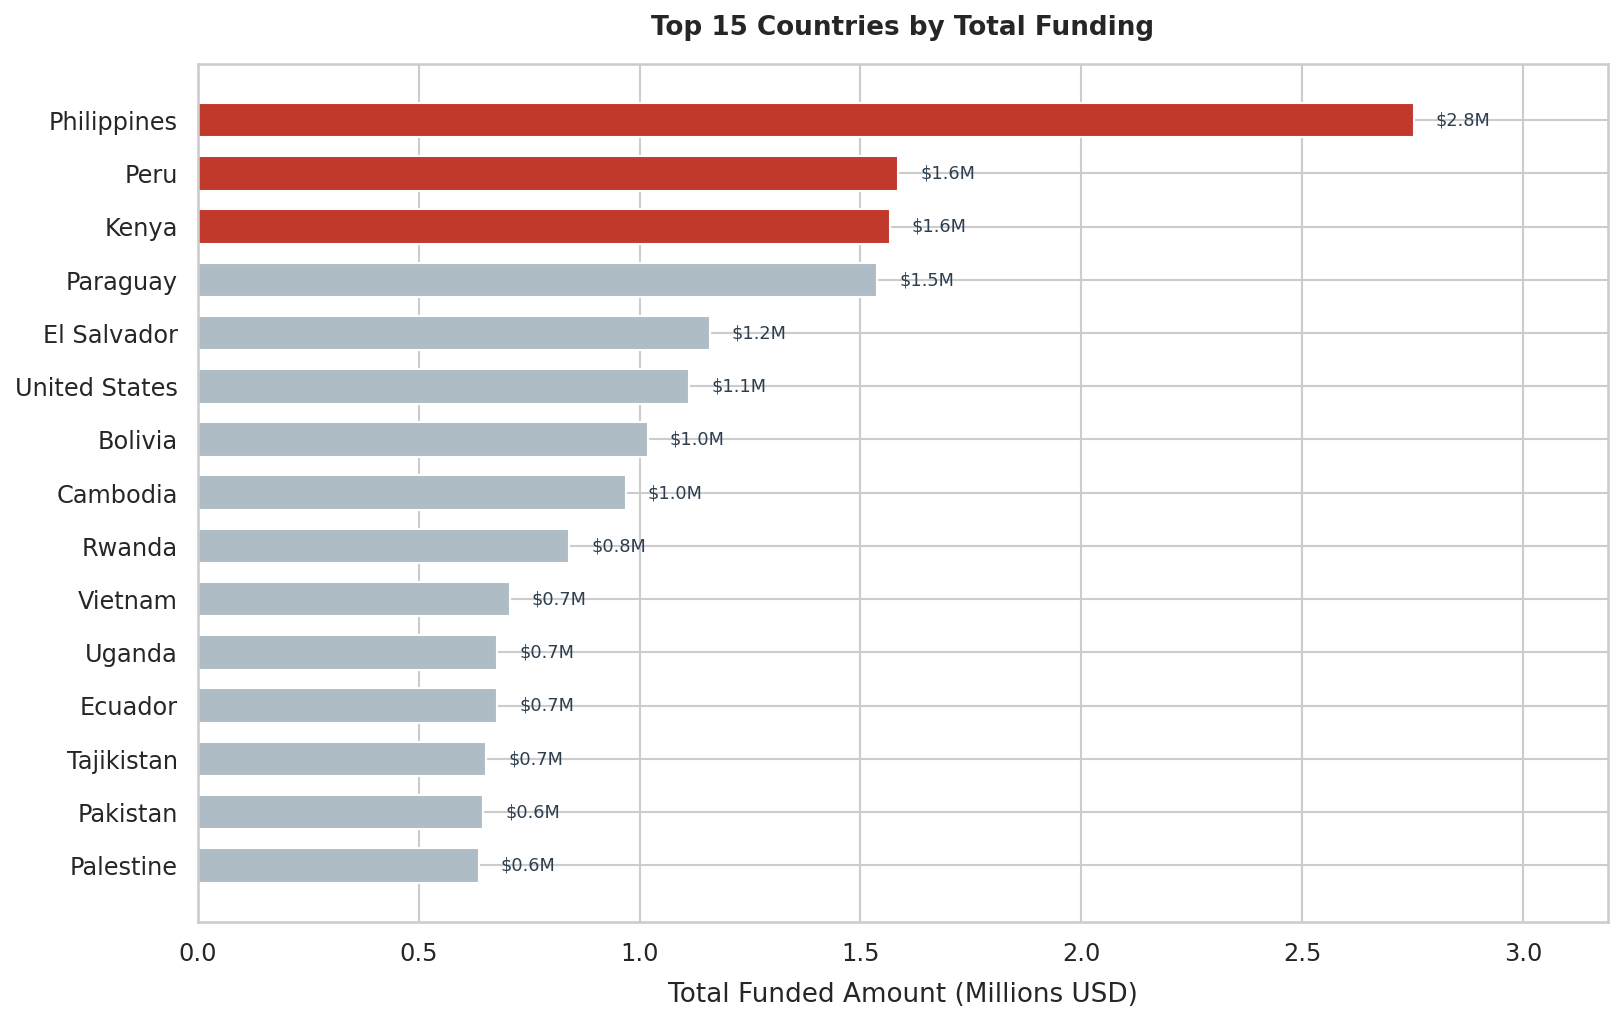 Top 15 Countries by Total Funding
Philippines $2.8M
Peru $1.6M
Kenya $1.6M
Paraguay $1.5M
El Salvador $1.2M
United States $1.1M
Bolivia $1.0M
Cambodia $1.0M
Rwanda $0.8M
Vietnam $0.7M
Uganda $0.7M
Ecuador $0.7M
Tajikistan $0.7M
Pakistan $0.6M
Palestine $0.6M
0.0 0.5 1.0 1.5 2.0 2.5 3.0
Total Funded Amount (Millions USD)